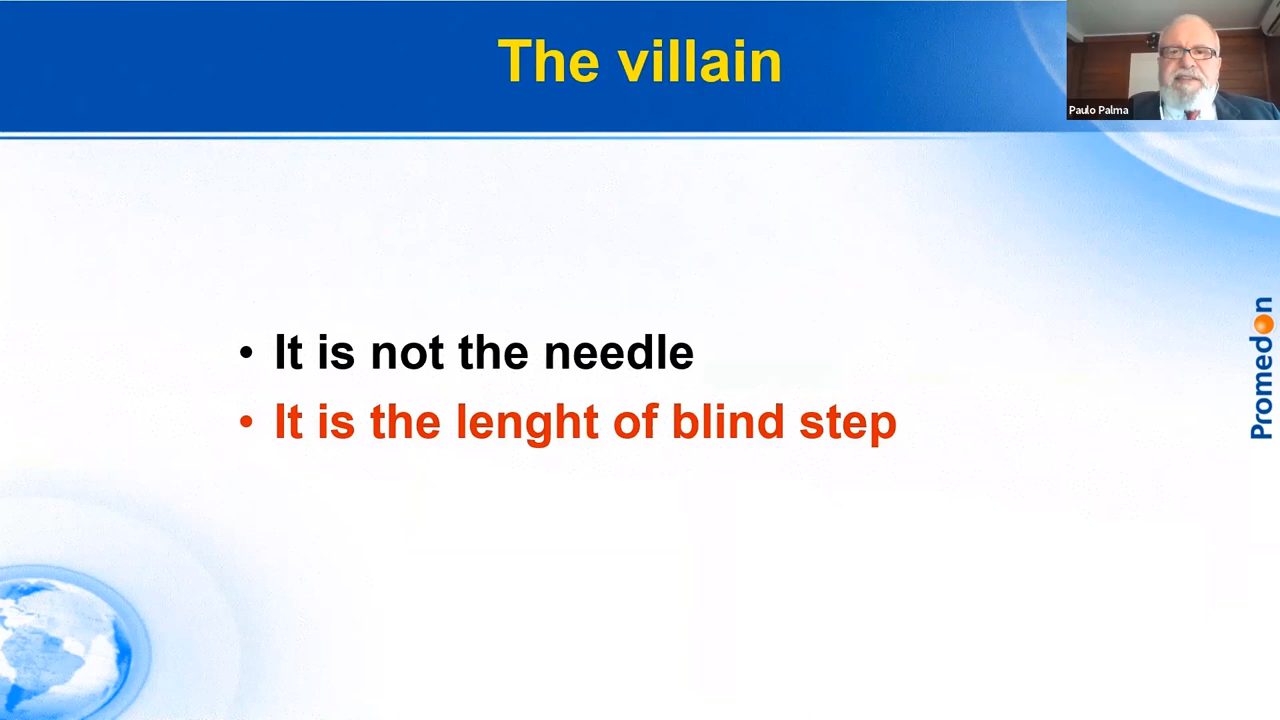 The villain
Paulo Palma
• It is not the needle
• It is the lenght of blind step
Promedon